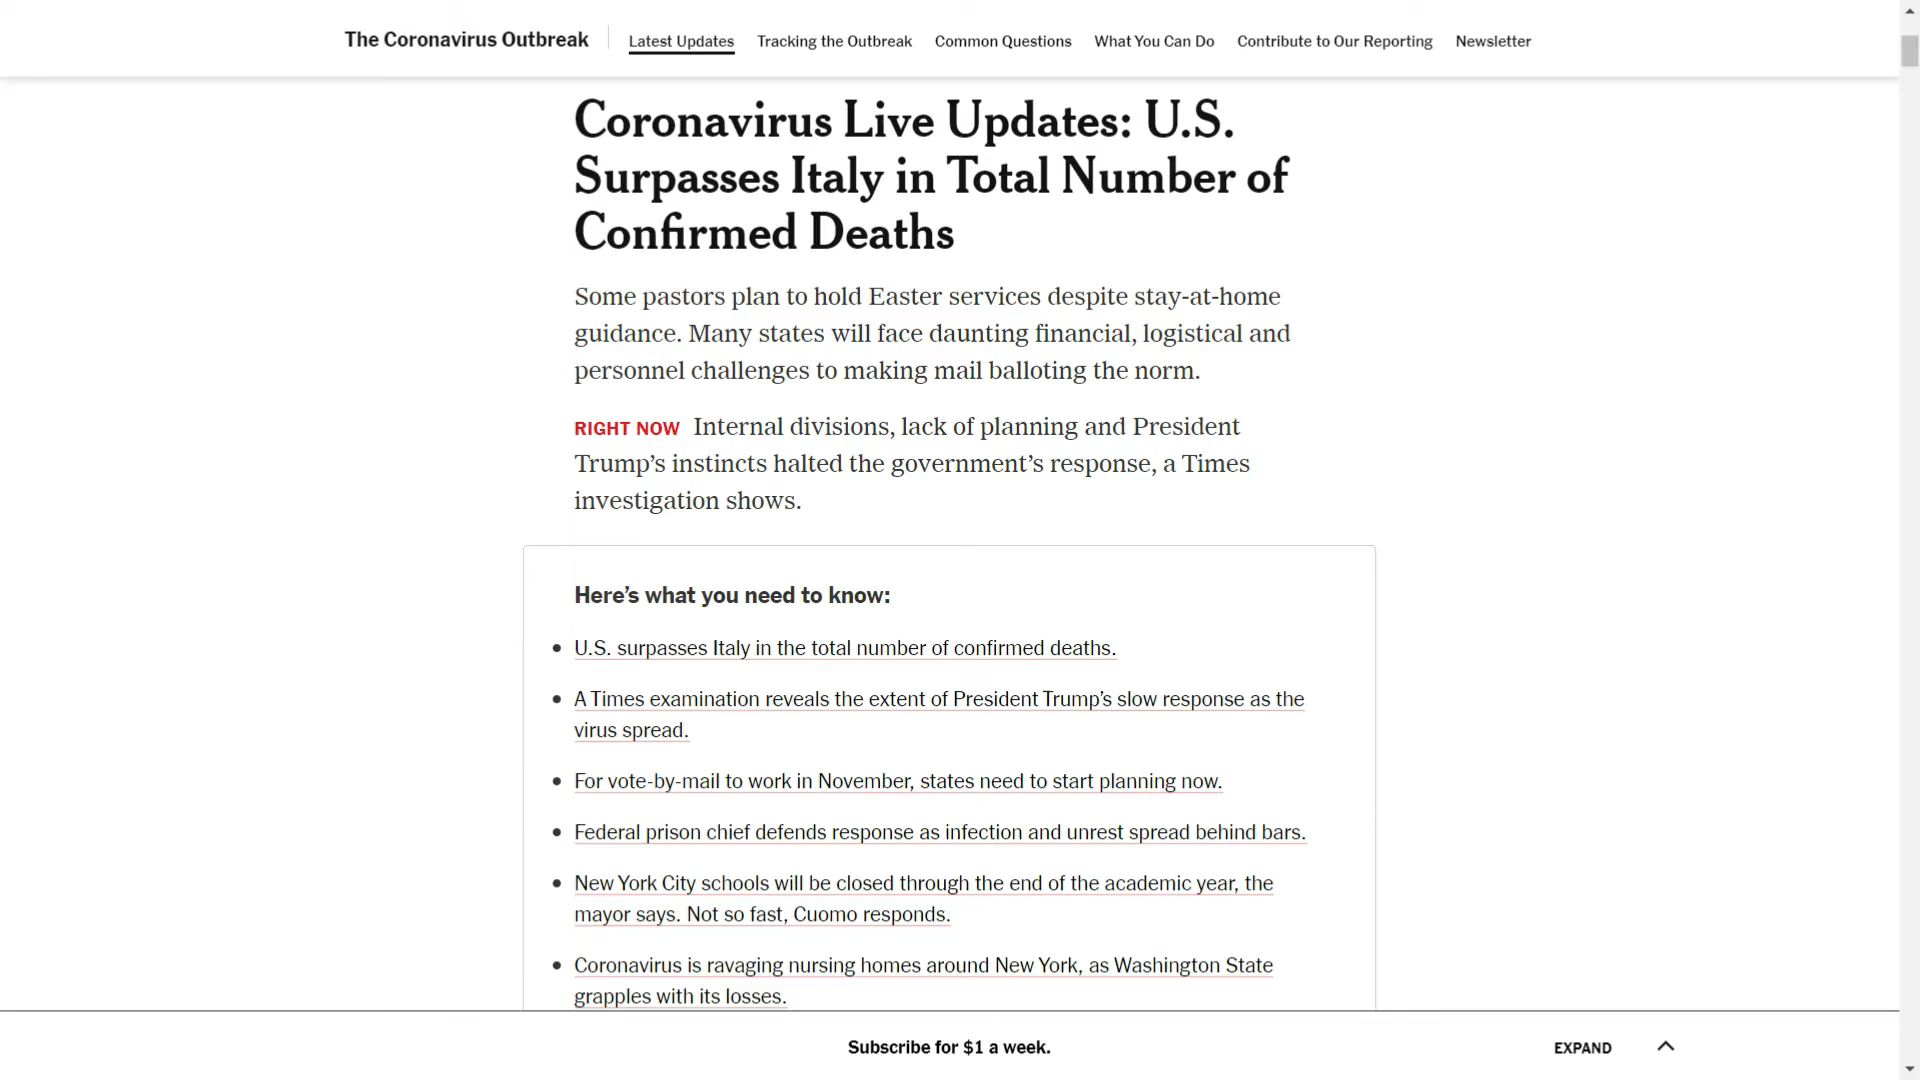 The Coronavirus Outbreak
Latest Updates
Tracking the Outbreak
Common Questions
What You Can Do
Contribute to Our Reporting
Newsletter
Coronavirus Live Updates: U.S.
Surpasses Italy in Total Number of
Confirmed Deaths
Some pastors plan to hold Easter services despite stay-at-home
guidance. Many states will face daunting financial, logistical and
personnel challenges to making mail balloting the norm.
RIGHT NOW Internal divisions, lack of planning and President
Trump’s instincts halted the government’s response, a Times
investigation shows.
Here’s what you need to know:
U.S. surpasses Italy in the total number of confirmed deaths.
A Times examination reveals the extent of President Trump’s slow response as the
virus spread.
For vote-by-mail to work in November, states need to start planning now.
Federal prison chief defends response as infection and unrest spread behind bars.
New York City schools will be closed through the end of the academic year, the
mayor says. Not so fast, Cuomo responds.
Coronavirus is ravaging nursing homes around New York, as Washington State
grapples with its losses.
Subscribe for $1 a week.
EXPAND